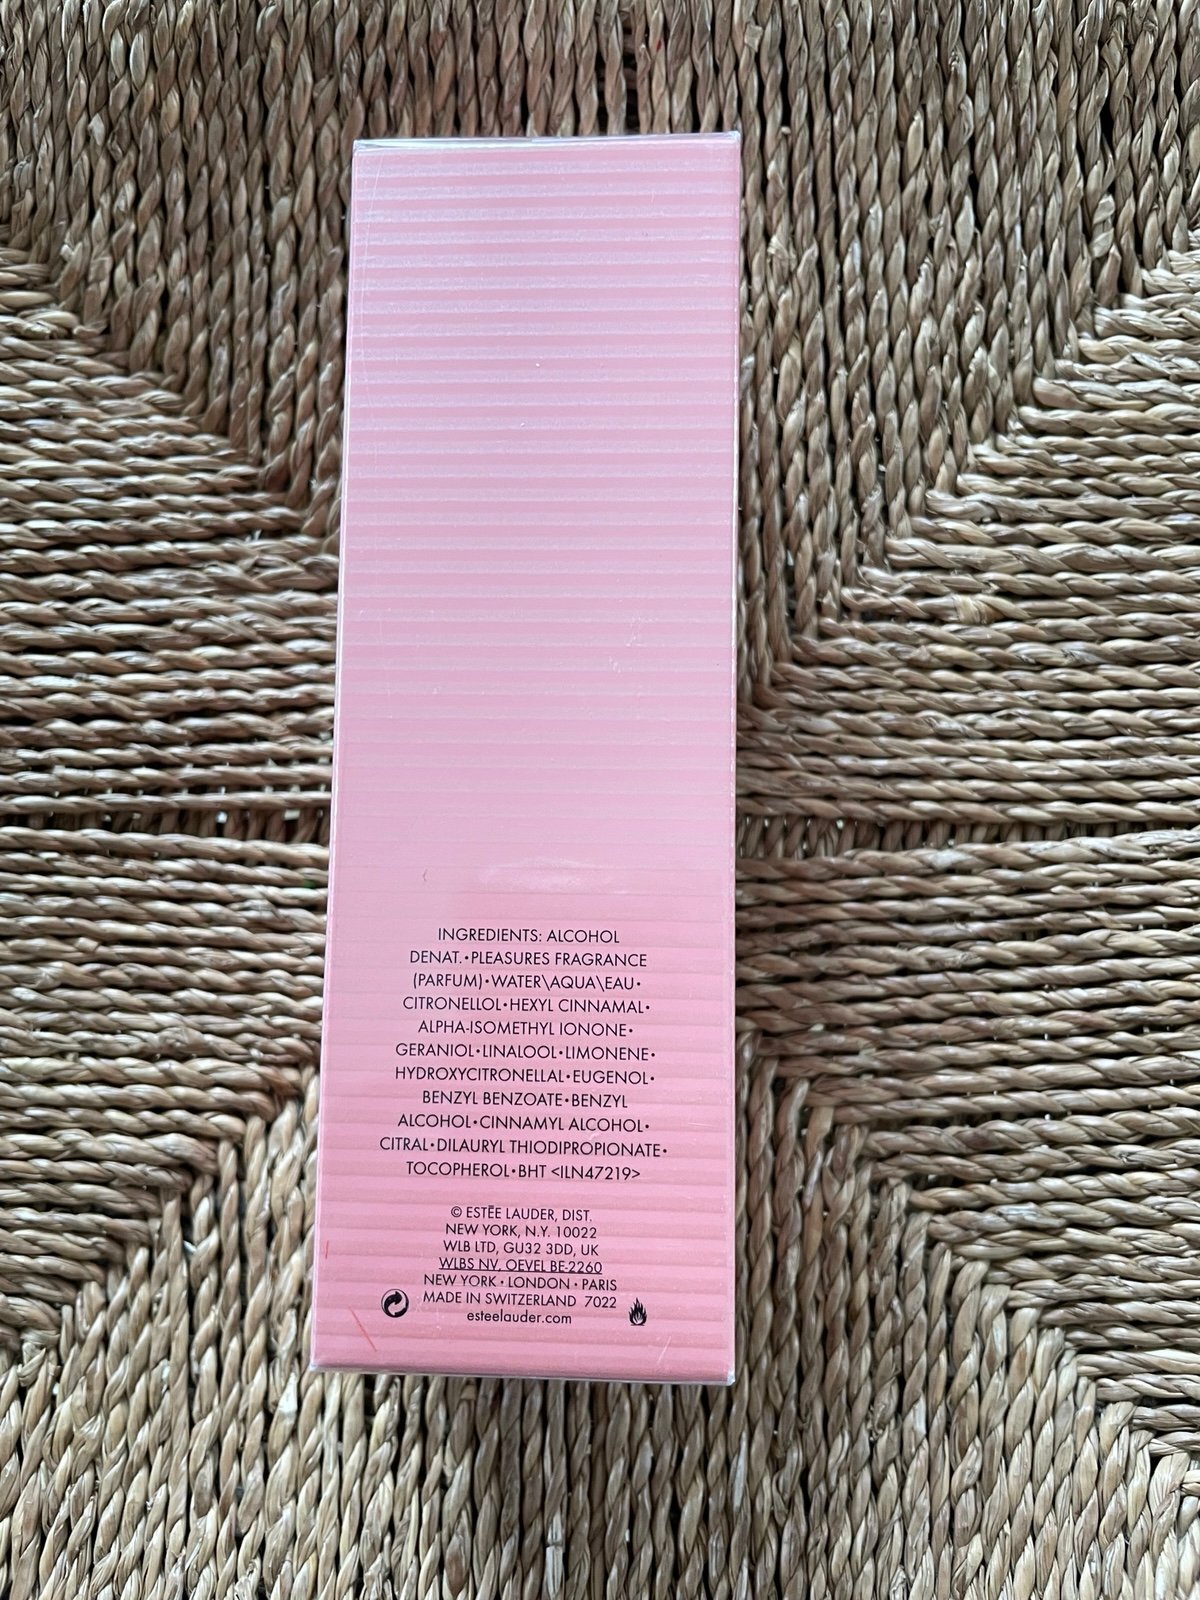 INGREDIENTS: ALCOHOL
DENAT.•PLEASURES FRAGRANCE
(PARFUM)•WATER\AQUA\EAU•
CITRONELLOL•HEXYL CINNAMAL•
ALPHA-ISOMETHYL IONONE•
GERANIOL•LINALOOL•LIMONENE•
HYDROXYCITRONELLAL•EUGENOL•
BENZYL BENZOATE•BENZYL
ALCOHOL•CINNAMYL ALCOHOL•
CITRAL•DILAURYL THIODIPROPIONATE•
TOCOPHEROL•BHT <ILN47219>
© ESTĒE LAUDER, DIST.
NEW YORK, N.Y. 10022
WLB LTD, GU32 3DD, UK
WLBS NV, OEVEL BE-2260
NEW YORK • LONDON • PARIS
MADE IN SWITZERLAND 7022
esteelauder.com